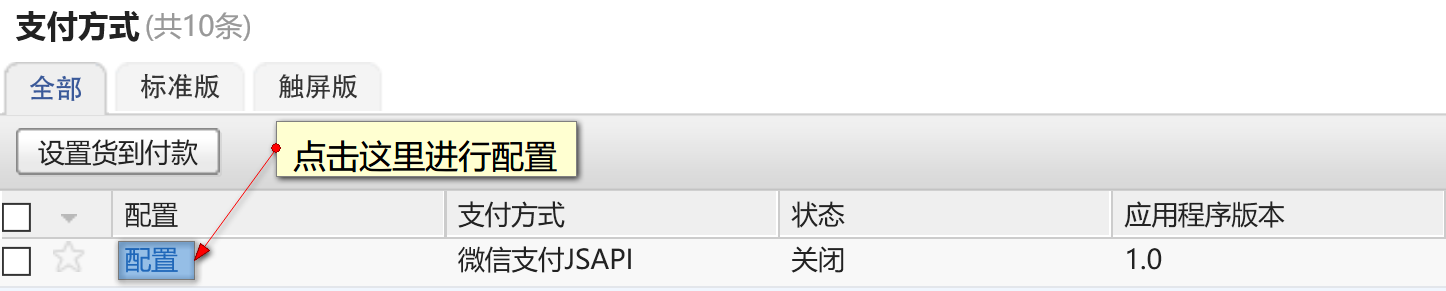 支付方式(共10条)
全部 标准版 触屏版
设置货到付款 点击这里进行配置
配置 支付方式 状态 应用程序版本
配置 微信支付JSAPI 关闭 1.0